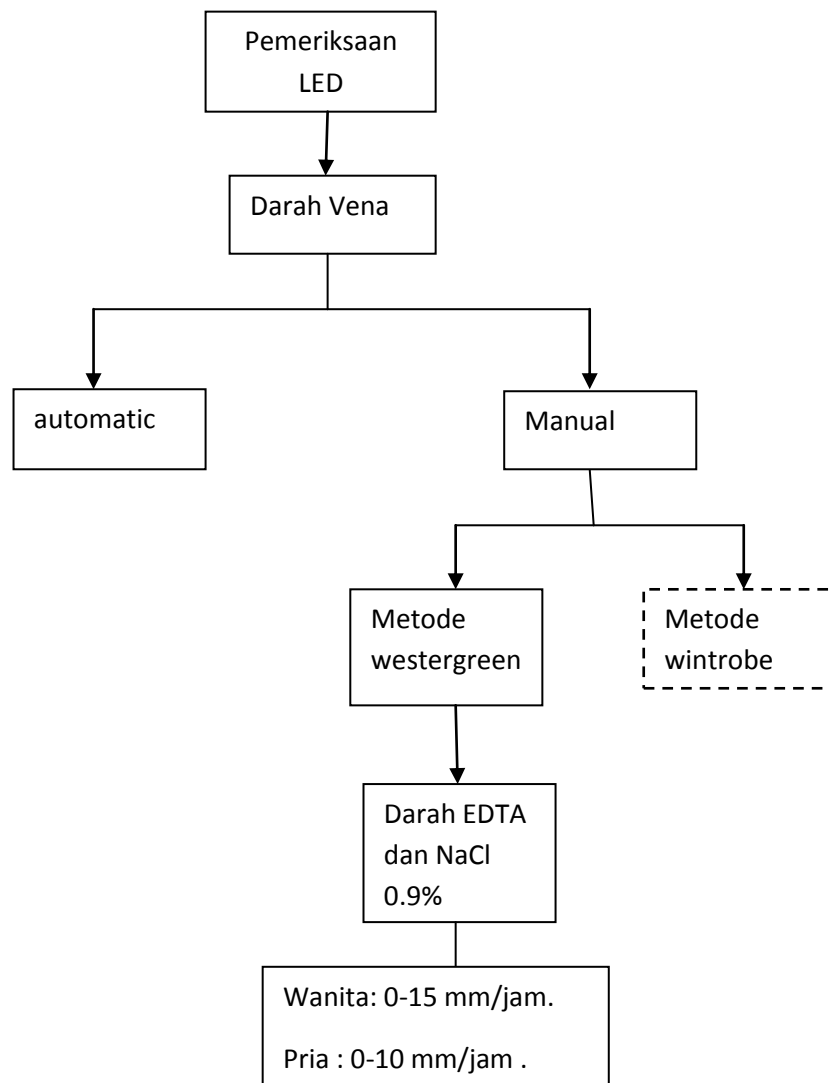 Pemeriksaan
LED
Darah Vena
automatic
Manual
Metode
westergreen
Metode
wintrobe
Darah EDTA
dan NaCl
0.9%
Wanita: 0-15 mm/jam.
Pria : 0-10 mm/jam .